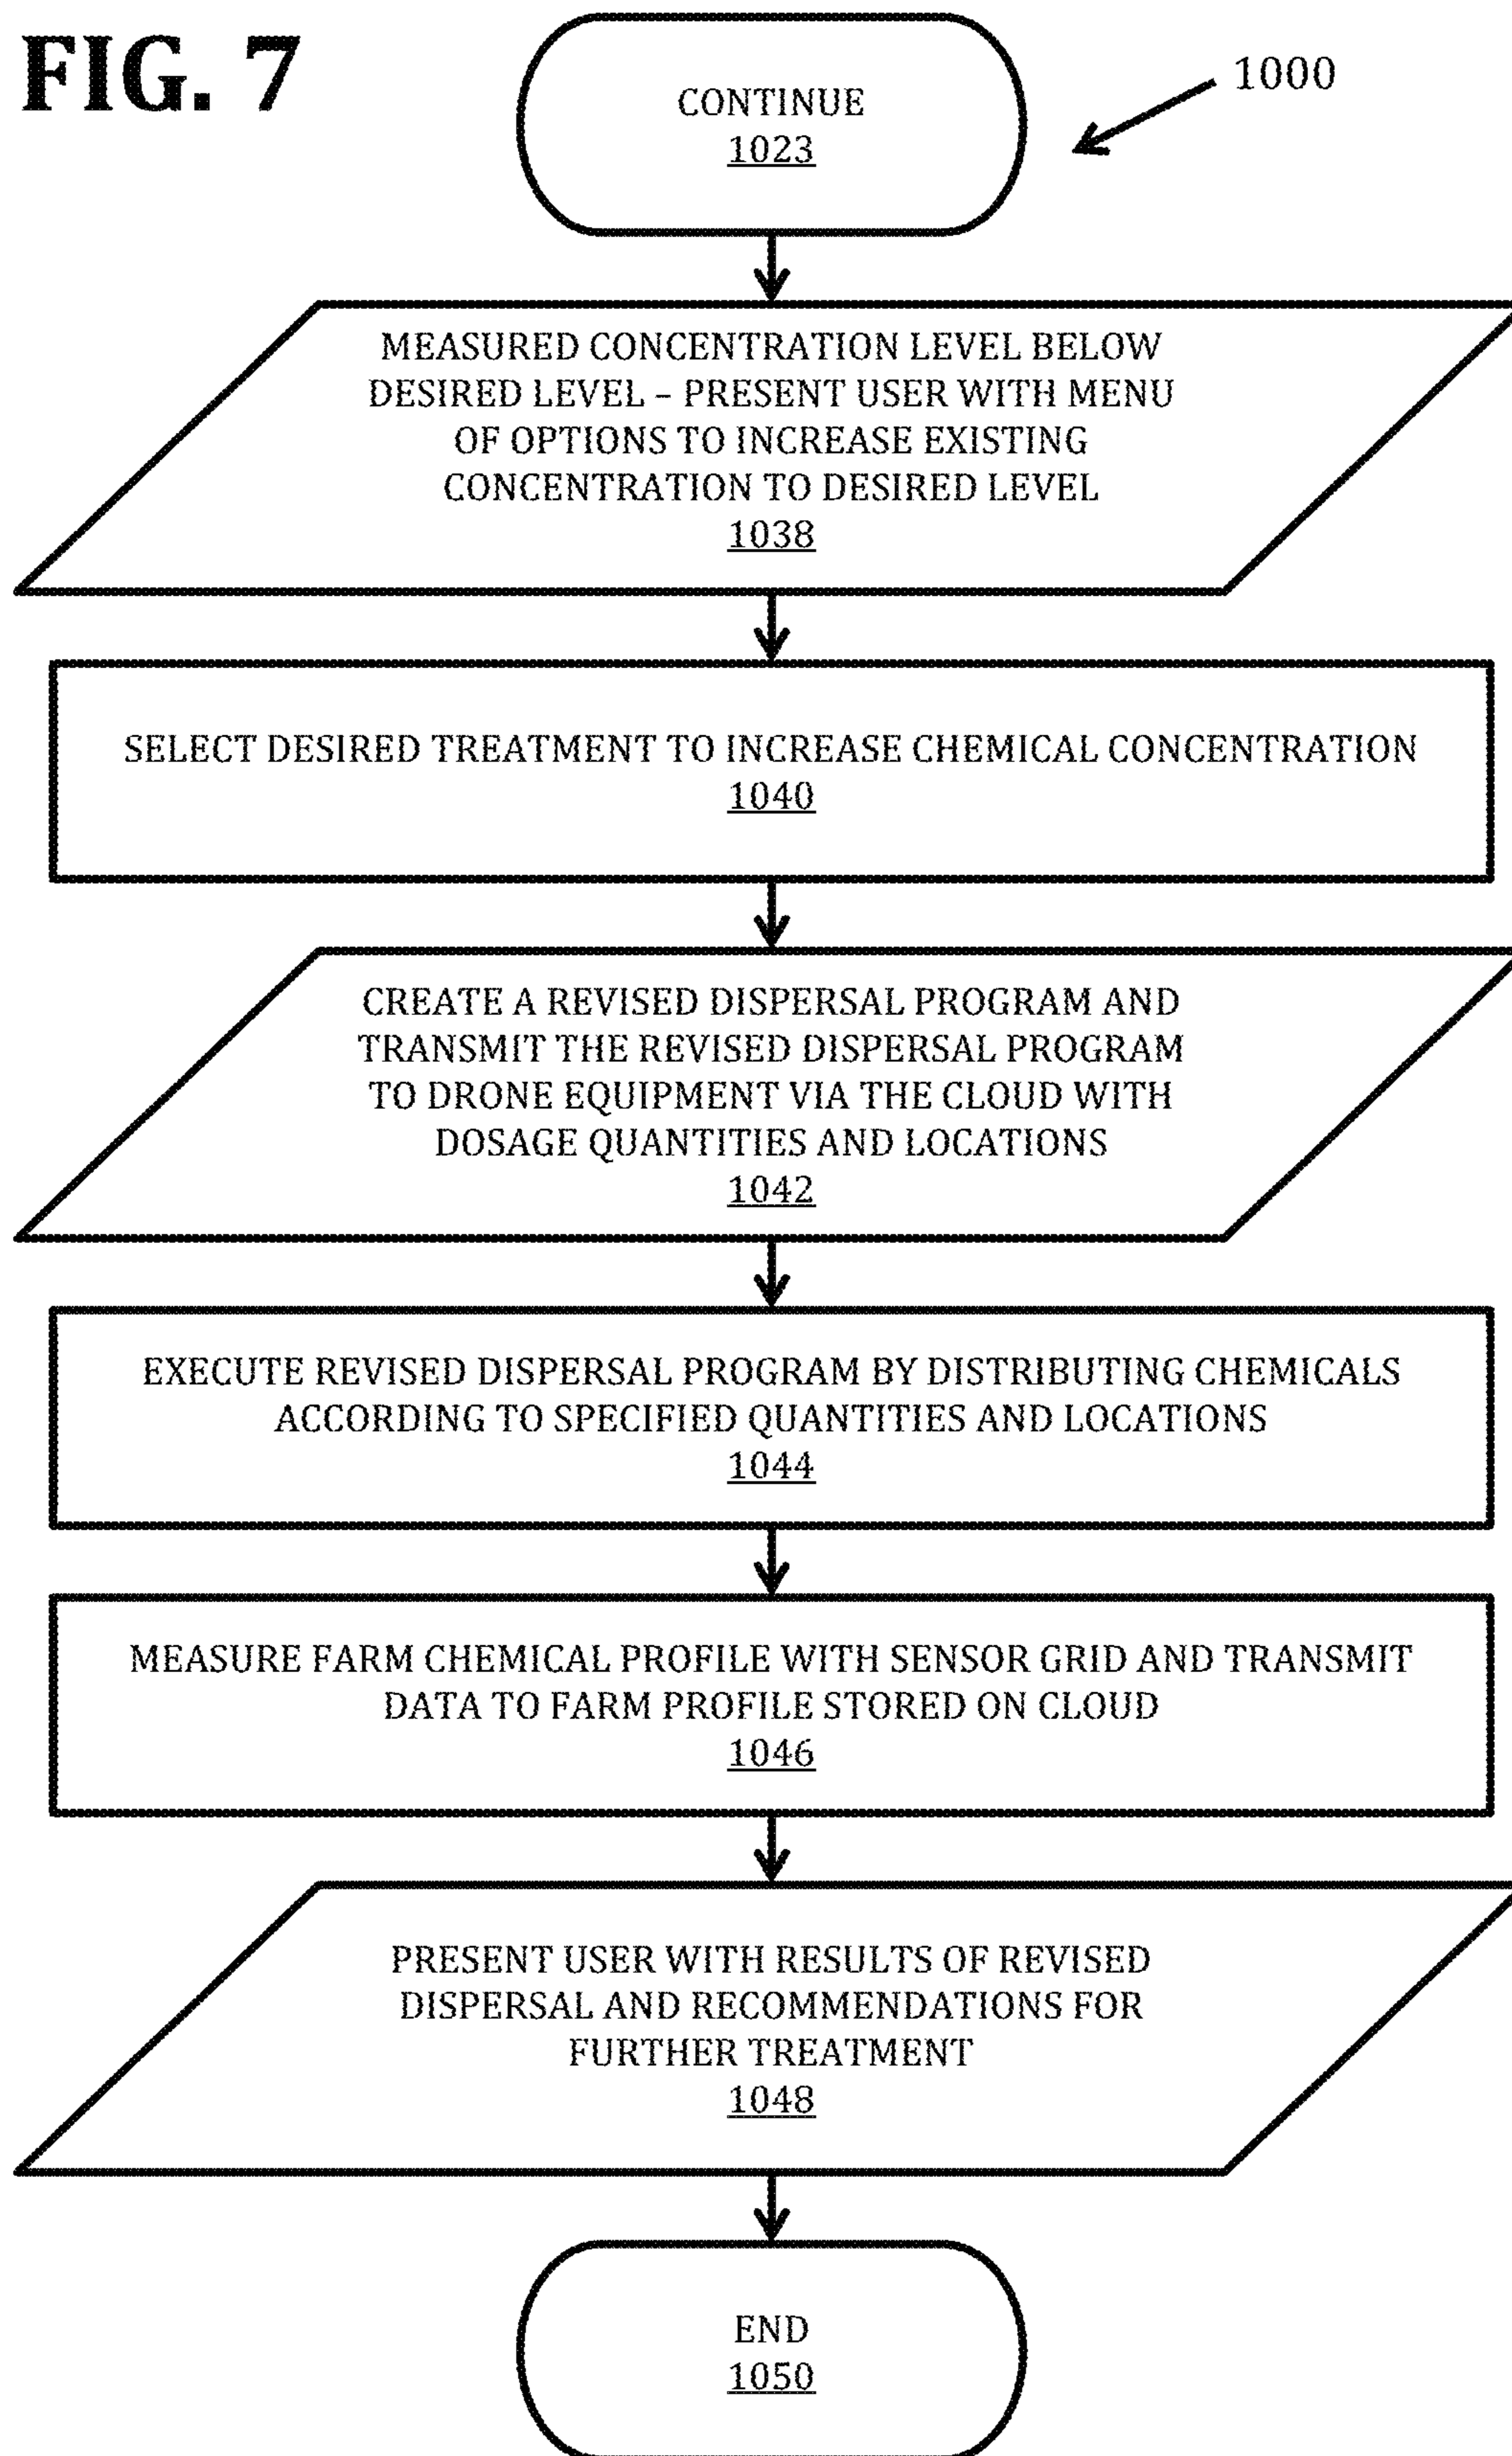 FIG. 7
1000
CONTINUE
1023
MEASURED CONCENTRATION LEVEL BELOW
DESIRED LEVEL – PRESENT USER WITH MENU
OF OPTIONS TO INCREASE EXISTING
CONCENTRATION TO DESIRED LEVEL
1038
SELECT DESIRED TREATMENT TO INCREASE CHEMICAL CONCENTRATION
1040
CREATE A REVISED DISPERSAL PROGRAM AND
TRANSMIT THE REVISED DISPERSAL PROGRAM
TO DRONE EQUIPMENT VIA THE CLOUD WITH
DOSAGE QUANTITIES AND LOCATIONS
1042
EXECUTE REVISED DISPERSAL PROGRAM BY DISTRIBUTING CHEMICALS
ACCORDING TO SPECIFIED QUANTITIES AND LOCATIONS
1044
MEASURE FARM CHEMICAL PROFILE WITH SENSOR GRID AND TRANSMIT
DATA TO FARM PROFILE STORED ON CLOUD
1046
PRESENT USER WITH RESULTS OF REVISED
DISPERSAL AND RECOMMENDATIONS FOR
FURTHER TREATMENT
1048
END
1050